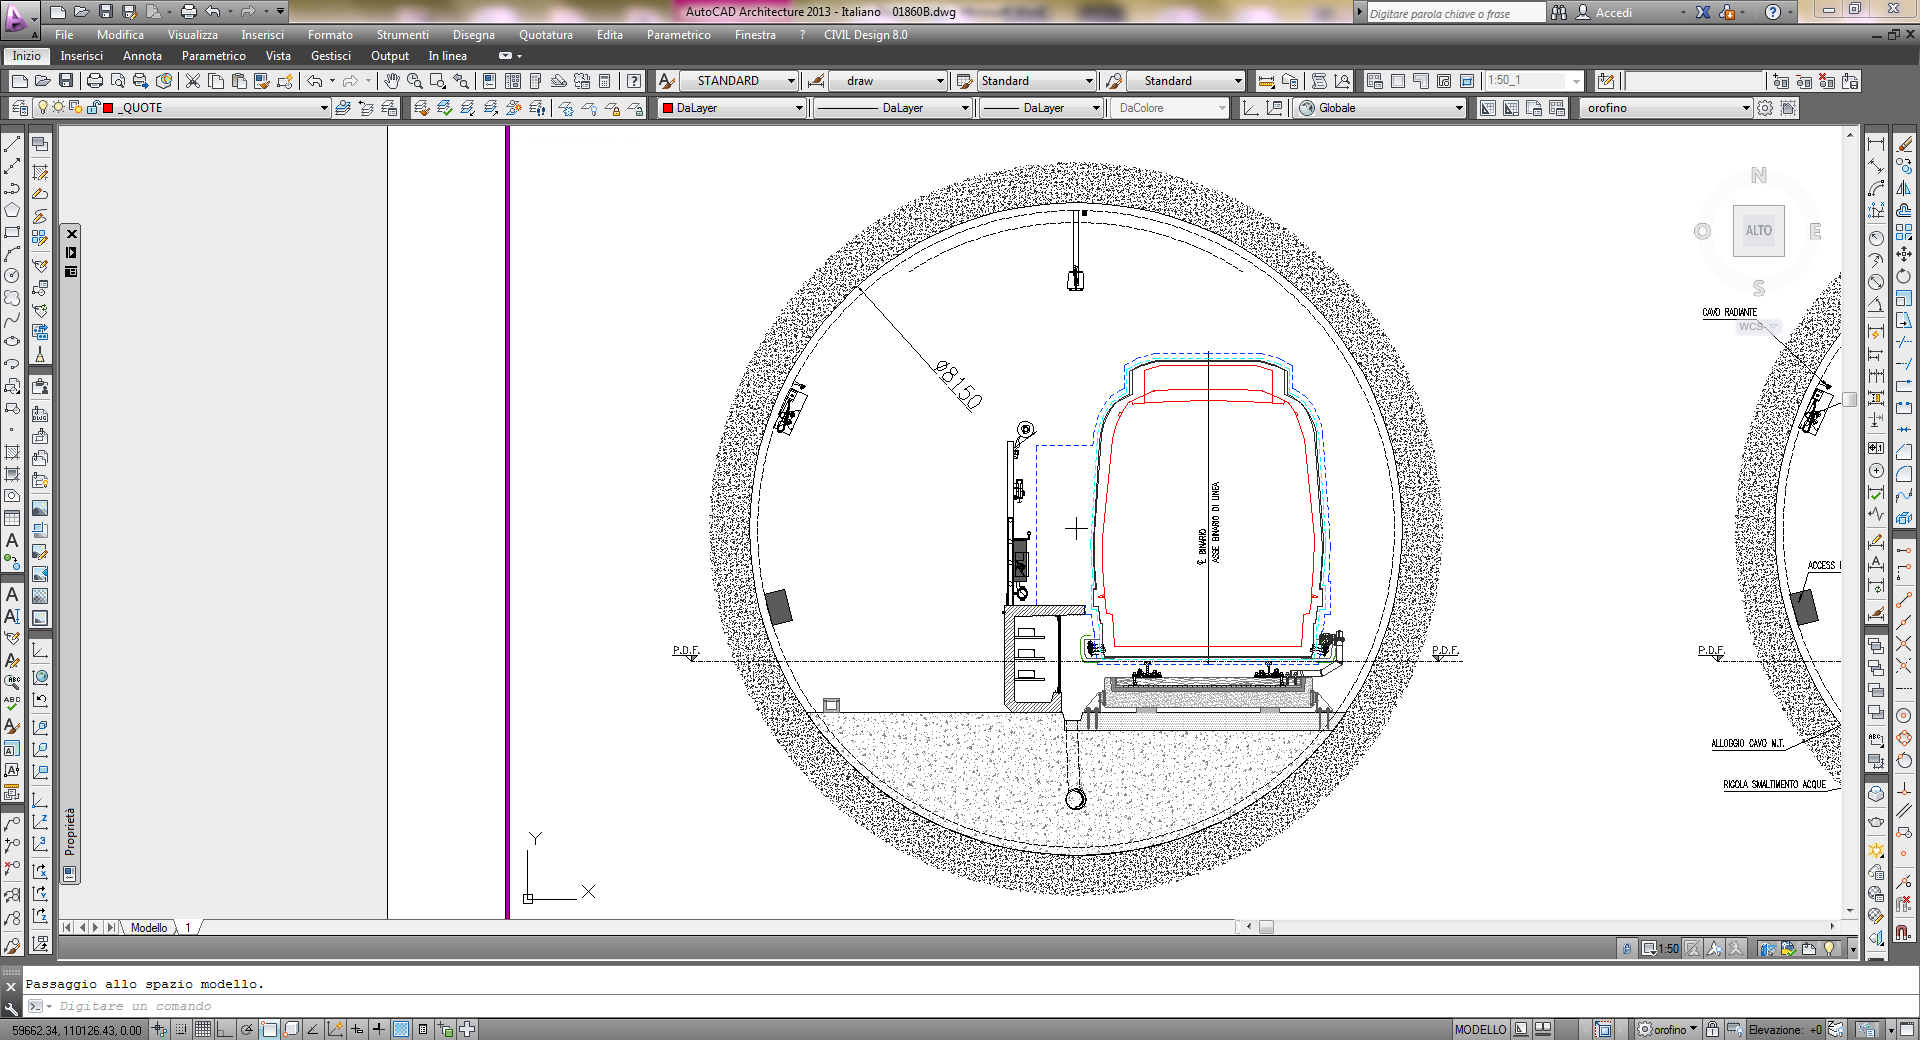 AutoCAD Architecture 2013 - Italiano 01860B.dwg
Digitare parola chiave o frase
Accedi
File Modifica Visualizza Inserisci Formato Strumenti Disegna Quotatura Edita Parametrico Finestra ? CIVIL Design 8.0
Inizio Inserisci Annota Parametrico Vista Gestisci Output In linea
STANDARD draw Standard Standard 1:50_1
_QUOTE DaLayer DaLayer DaLayer DaColore Globale orofino
N
O ALTO E
S
WCS
CAVO RADIANTE
Ø8150
℄ BINARIO
ASSE BINARIO DI LINEA
ACCESS
P.D.F. P.D.F. P.D.F.
ALLOGGIO CAVO M.T.
RIGOLA SMALTIMENTO ACQUE
Proprietà
Y
X
Modello 1
1:50
Passaggio allo spazio modello.
Digitare un comando
59662.34, 110126.43, 0.00
MODELLO orofino Elevazione: +0